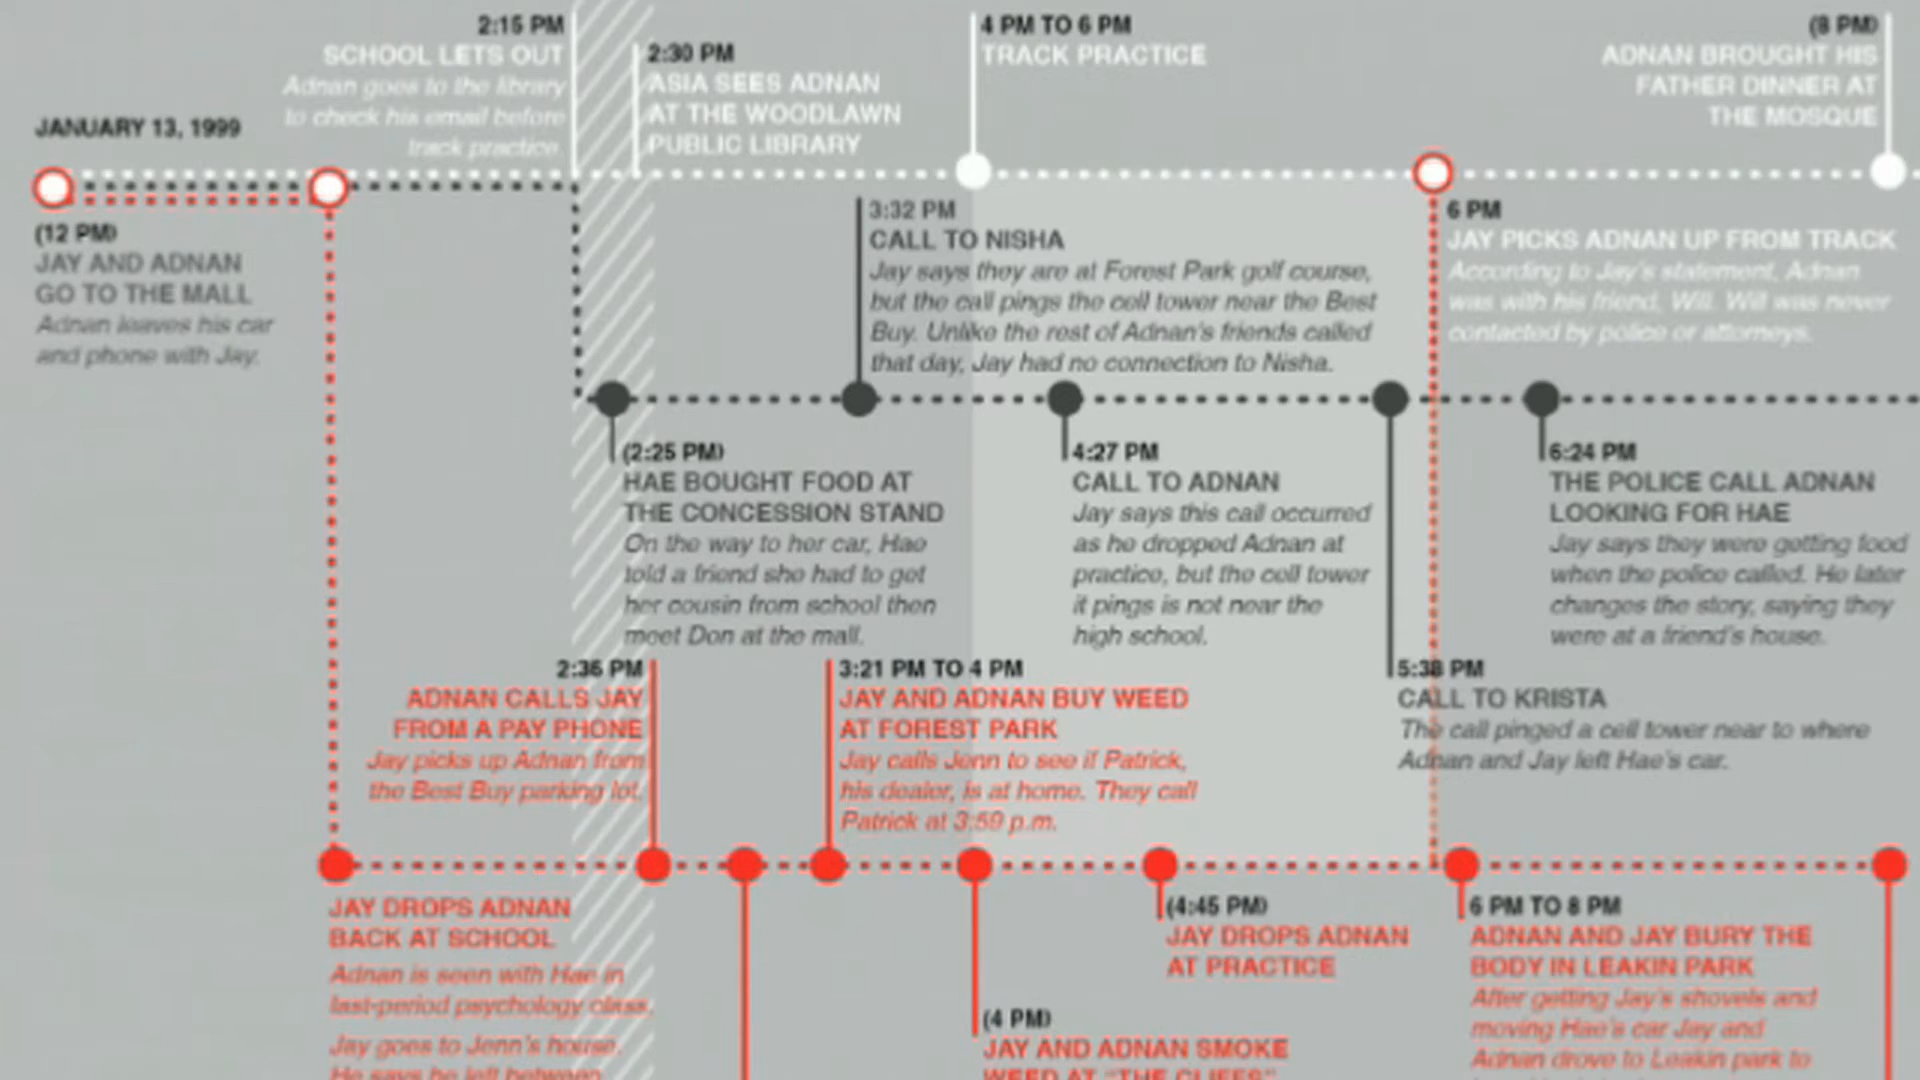 2:15 PM
SCHOOL LETS OUT
Adnan goes to the library
to check his email before
track practice.
2:30 PM
ASIA SEES ADNAN
AT THE WOODLAWN
PUBLIC LIBRARY
4 PM TO 6 PM
TRACK PRACTICE
(8 PM)
ADNAN BROUGHT HIS
FATHER DINNER AT
THE MOSQUE
JANUARY 13, 1999
(12 PM)
JAY AND ADNAN
GO TO THE MALL
Adnan leaves his car
and phone with Jay.
3:32 PM
CALL TO NISHA
Jay says they are at Forest Park golf course,
but the call pings the cell tower near the Best
Buy. Unlike the rest of Adnan's friends called
that day, Jay had no connection to Nisha.
6 PM
JAY PICKS ADNAN UP FROM TRACK
According to Jay's statement, Adnan
was with his friend, Will. Will was never
contacted by police or attorneys.
(2:25 PM)
HAE BOUGHT FOOD AT
THE CONCESSION STAND
On the way to her car, Hae
told a friend she had to get
her cousin from school then
meet Don at the mall.
4:27 PM
CALL TO ADNAN
Jay says this call occurred
as he dropped Adnan at
practice, but the cell tower
it pings is not near the
high school.
6:24 PM
THE POLICE CALL ADNAN
LOOKING FOR HAE
Jay says they were getting food
when the police called. He later
changes the story, saying they
were at a friend's house.
2:36 PM
ADNAN CALLS JAY
FROM A PAY PHONE
Jay picks up Adnan from
the Best Buy parking lot.
3:21 PM TO 4 PM
JAY AND ADNAN BUY WEED
AT FOREST PARK
Jay calls Jenn to see if Patrick,
his dealer, is at home. They call
Patrick at 3:59 p.m.
5:38 PM
CALL TO KRISTA
The call pinged a cell tower near to where
Adnan and Jay left Hae's car.
JAY DROPS ADNAN
BACK AT SCHOOL
Adnan is seen with Hae in
last-period psychology class.
Jay goes to Jenn's house.
He says he left between
(4 PM)
JAY AND ADNAN SMOKE
WEED AT "THE CLIFFS"
(4:45 PM)
JAY DROPS ADNAN
AT PRACTICE
6 PM TO 8 PM
ADNAN AND JAY BURY THE
BODY IN LEAKIN PARK
After getting Jay's shovels and
moving Hae's car Jay and
Adnan drove to Leakin park to